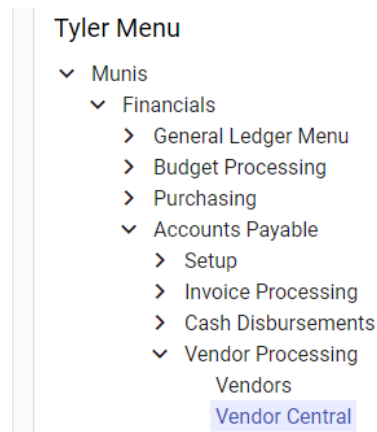 Tyler Menu
Munis
Financials
General Ledger Menu
Budget Processing
Purchasing
Accounts Payable
Setup
Invoice Processing
Cash Disbursements
Vendor Processing
Vendors
Vendor Central